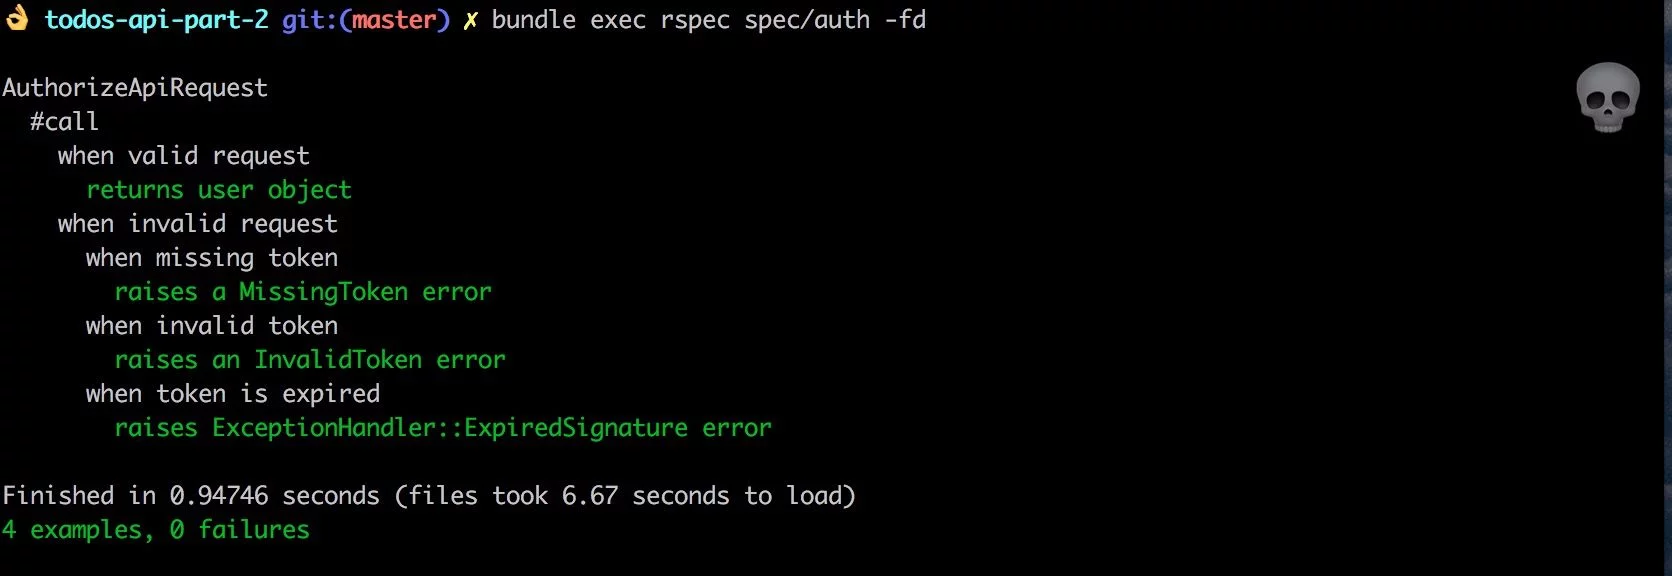 👌 todos-api-part-2 git:(master) ✗ bundle exec rspec spec/auth -fd
AuthorizeApiRequest
#call
when valid request
returns user object
when invalid request
when missing token
raises a MissingToken error
when invalid token
raises an InvalidToken error
when token is expired
raises ExceptionHandler::ExpiredSignature error
Finished in 0.94746 seconds (files took 6.67 seconds to load)
4 examples, 0 failures